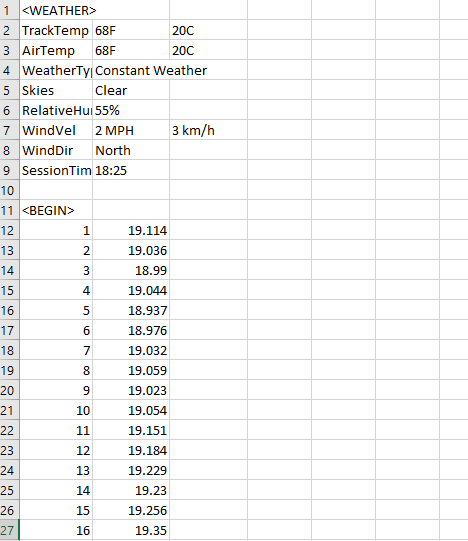 1 <WEATHER>
2 TrackTemp 68F 20C
3 AirTemp 68F 20C
4 WeatherTy Constant Weather
5 Skies Clear
6 RelativeHu 55%
7 WindVel 2 MPH 3 km/h
8 WindDir North
9 SessionTim 18:25
10
11 <BEGIN>
12 1 19.114
13 2 19.036
14 3 18.99
15 4 19.044
16 5 18.937
17 6 18.976
18 7 19.032
19 8 19.059
20 9 19.023
21 10 19.054
22 11 19.151
23 12 19.184
24 13 19.229
25 14 19.23
26 15 19.256
27 16 19.35